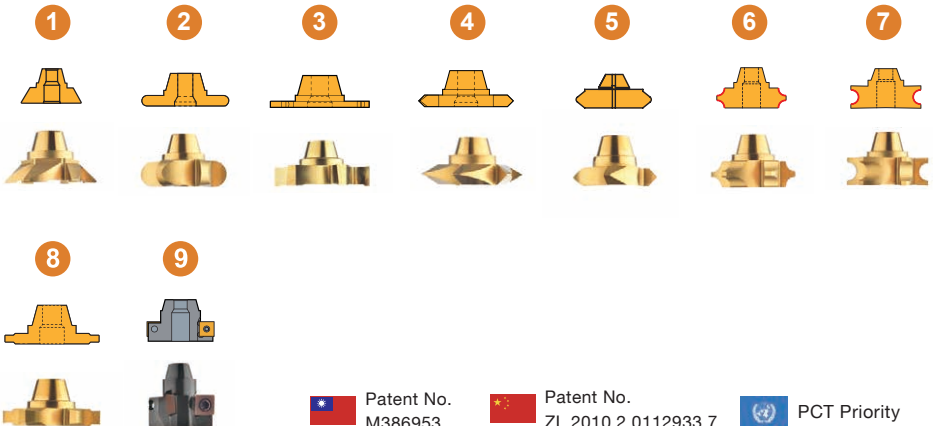 1
2
3
4
5
6
7
8
9
Patent No.
M386953
Patent No.
ZL 2010 2 0112933.7
PCT Priority